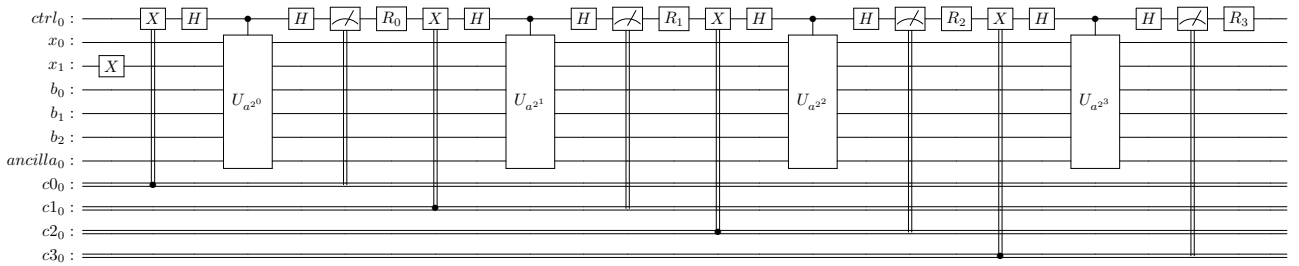 ctrl₀ : X H H R₀ X H H R₁ X H H R₂ X H H R₃
x₀ :
x₁ : X
b₀ : U_{a^{2^0}} U_{a^{2^1}} U_{a^{2^2}} U_{a^{2^3}}
b₁ :
b₂ :
ancilla₀ :
c0₀ :
c1₀ :
c2₀ :
c3₀ :